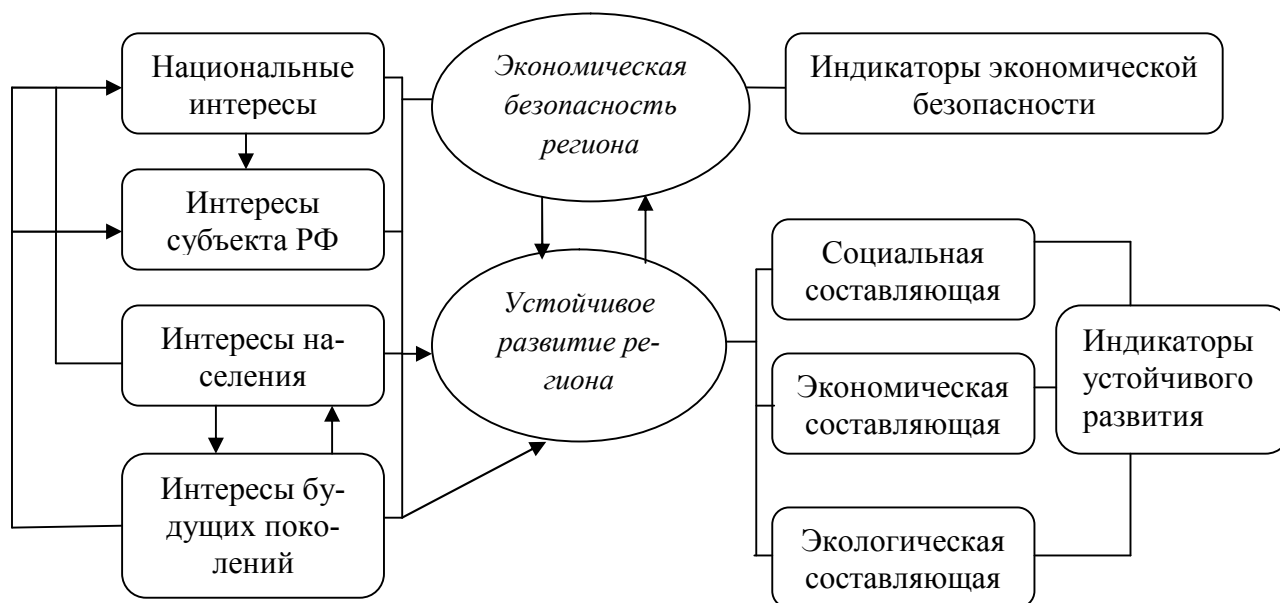 Национальные
интересы
Интересы
субъекта РФ
Интересы на-
селения
Интересы бу-
дущих поко-
лений
Экономическая
безопасность
региона
Устойчивое
развитие ре-
гиона
Индикаторы экономической
безопасности
Социальная
составляющая
Экономическая
составляющая
Экологическая
составляющая
Индикаторы
устойчивого
развития